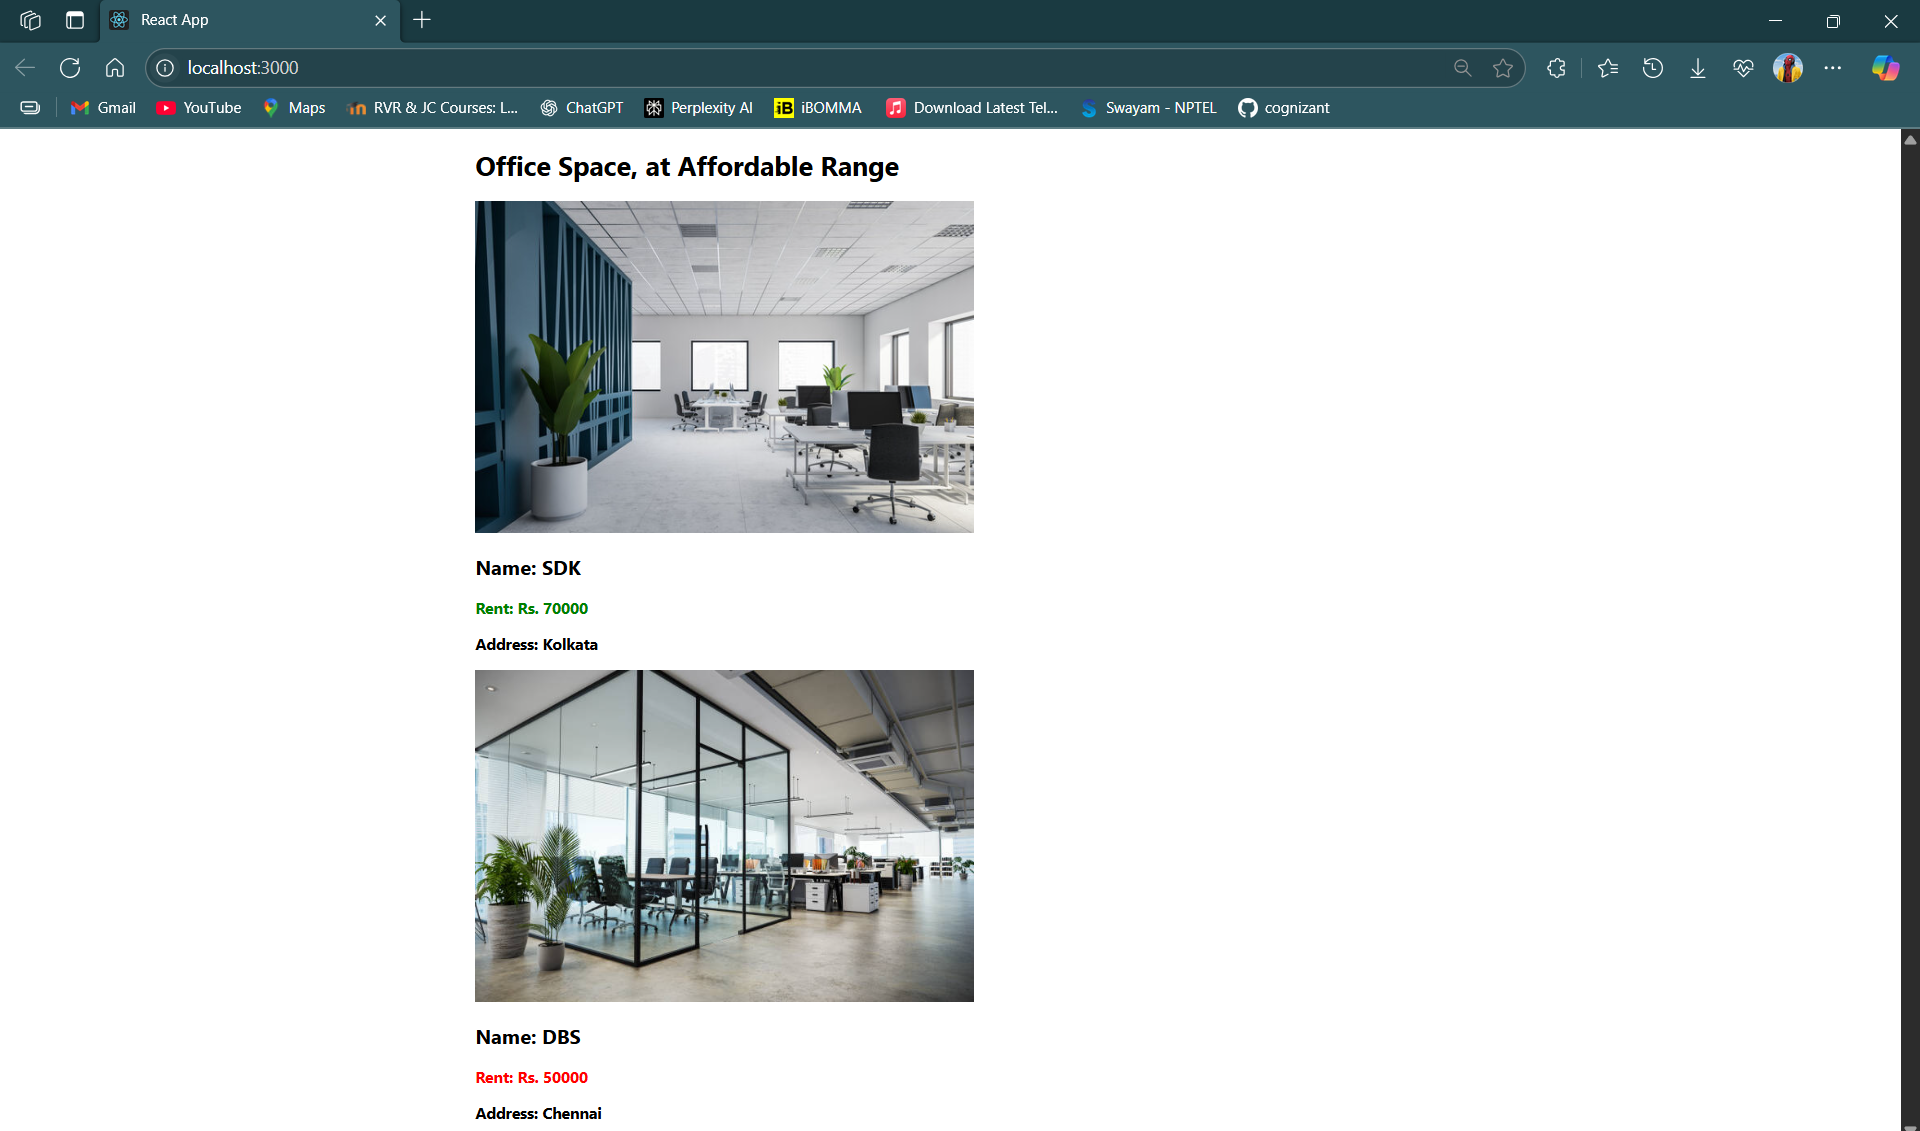 React App
localhost:3000
Gmail YouTube Maps RVR & JC Courses: L... ChatGPT Perplexity AI iBOMMA Download Latest Tel... Swayam - NPTEL cognizant
Office Space, at Affordable Range
Name: SDK
Rent: Rs. 70000
Address: Kolkata
Name: DBS
Rent: Rs. 50000
Address: Chennai